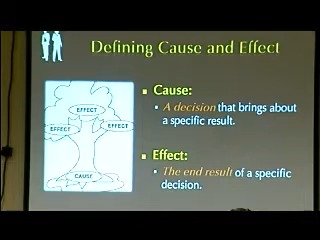 Defining Cause and Effect
EFFECT
EFFECT
EFFECT
CAUSE
Cause:
A decision that brings about
a specific result.
Effect:
The end result of a specific
decision.